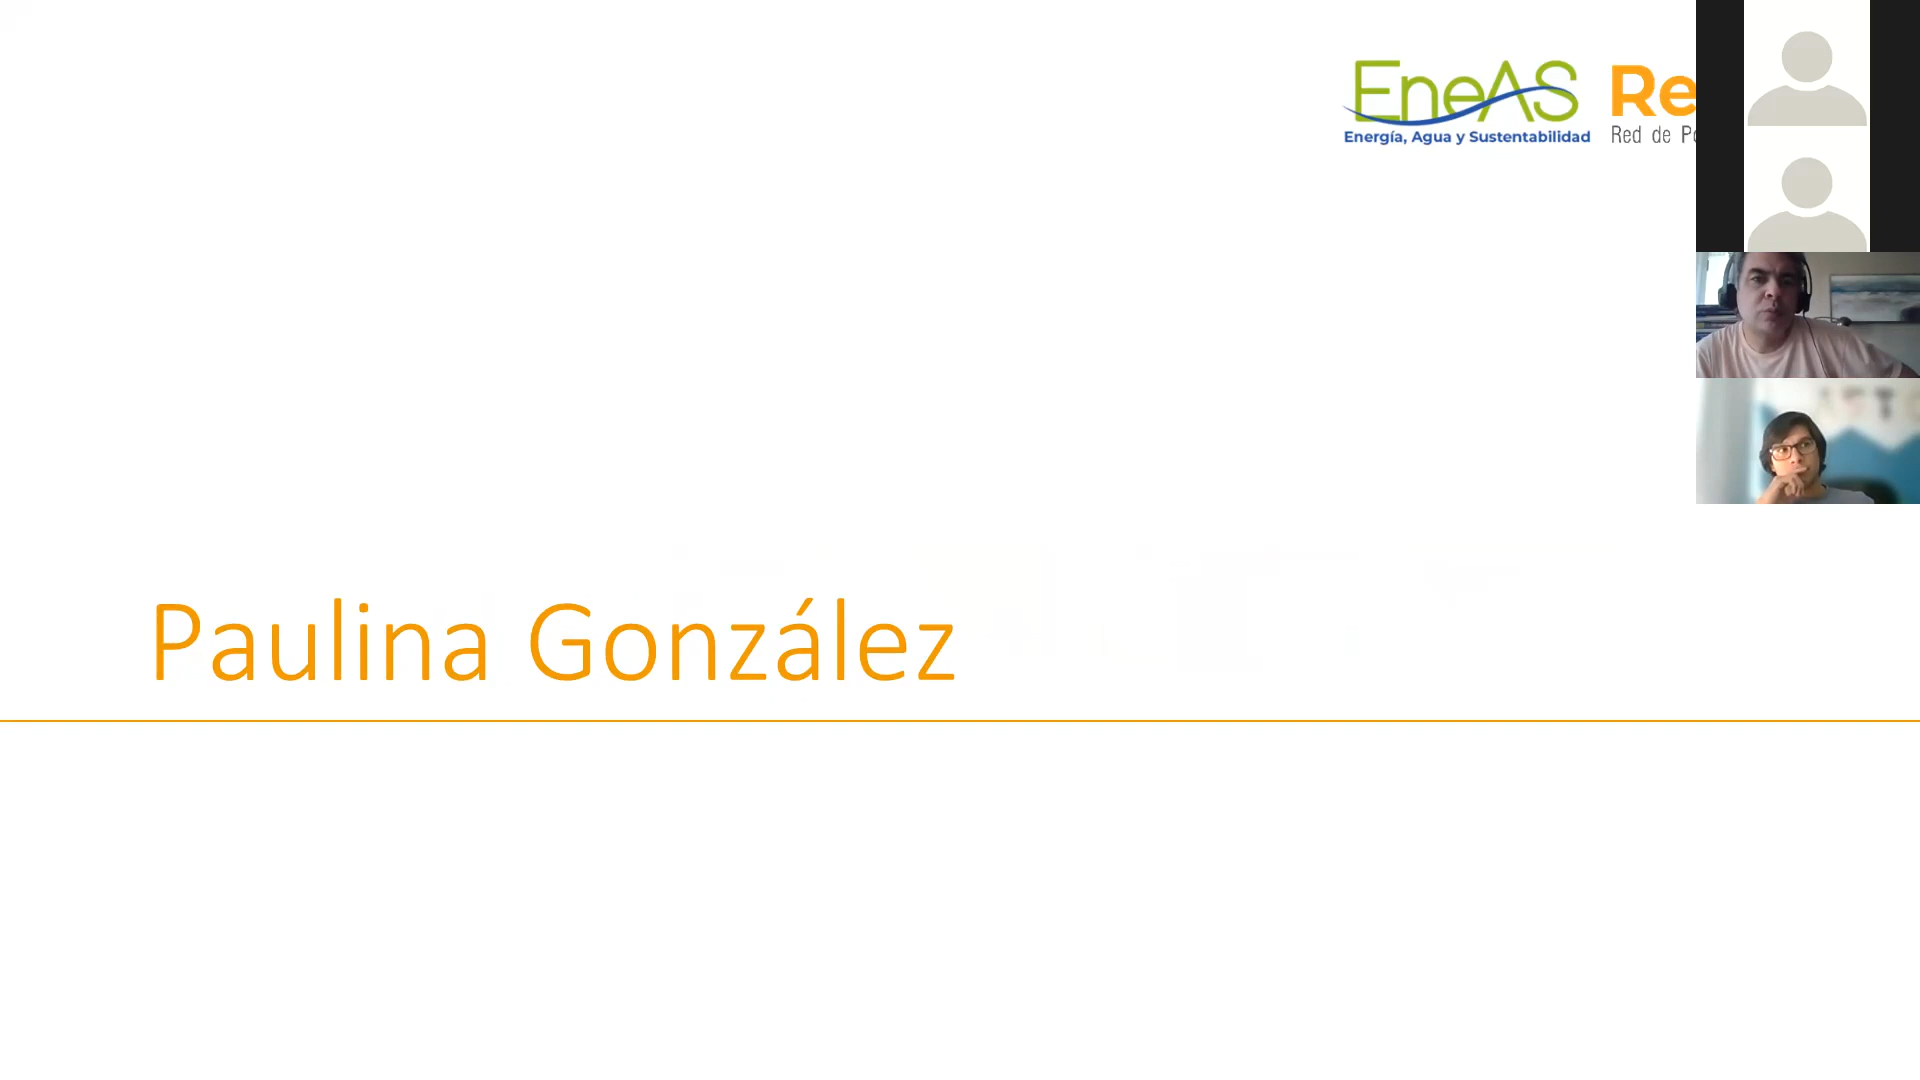 EneAS
Energía, Agua y Sustentabilidad
Re
Red de
Paulina González